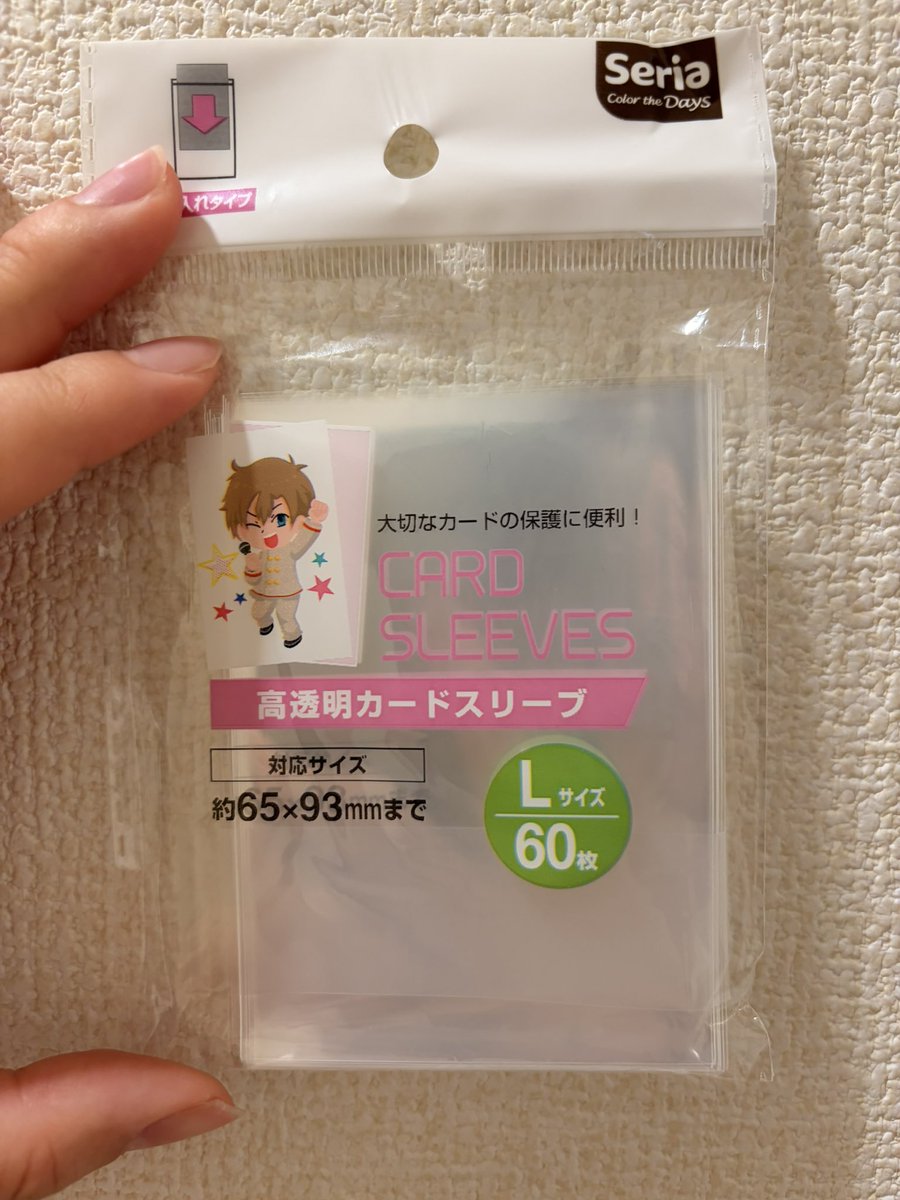 Seria
Color the Days
入れタイプ
大切なカードの保護に便利！
CARD
SLEEVES
高透明カードスリーブ
対応サイズ
約65×93mmまで
Lサイズ
60枚